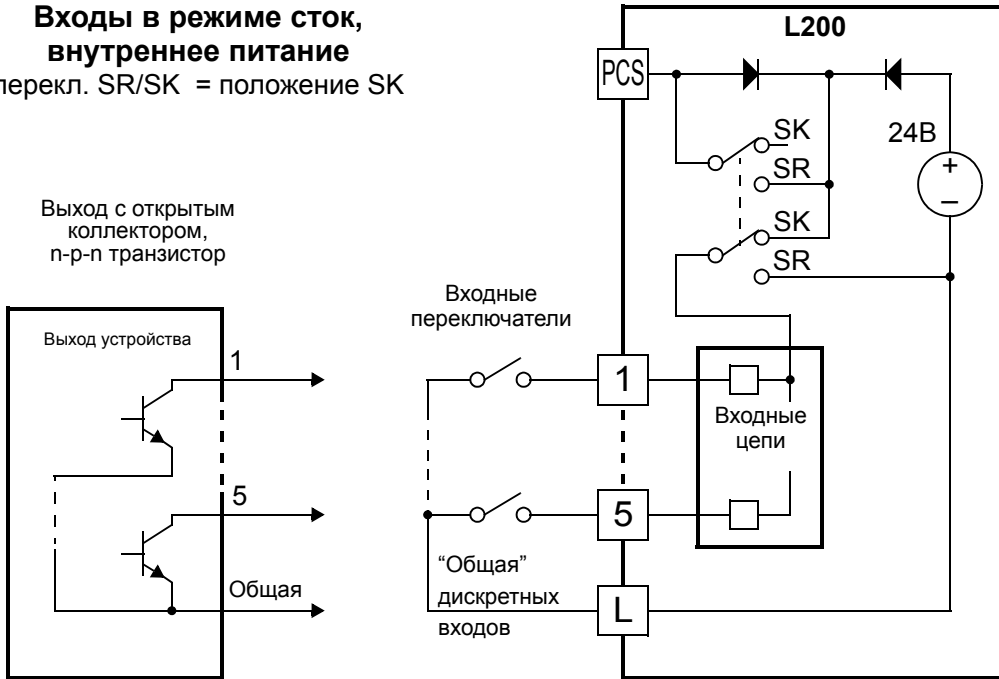 Входы в режиме сток,
внутреннее питание
перекл. SR/SK = положение SK
L200
PCS
SK
24В
SR
+
–
SK
SR
Выход с открытым
коллектором,
n-p-n транзистор
Входные
переключатели
Выход устройства
1
1
Входные
цепи
5
5
“Общая”
дискретных
входов
Общая
L